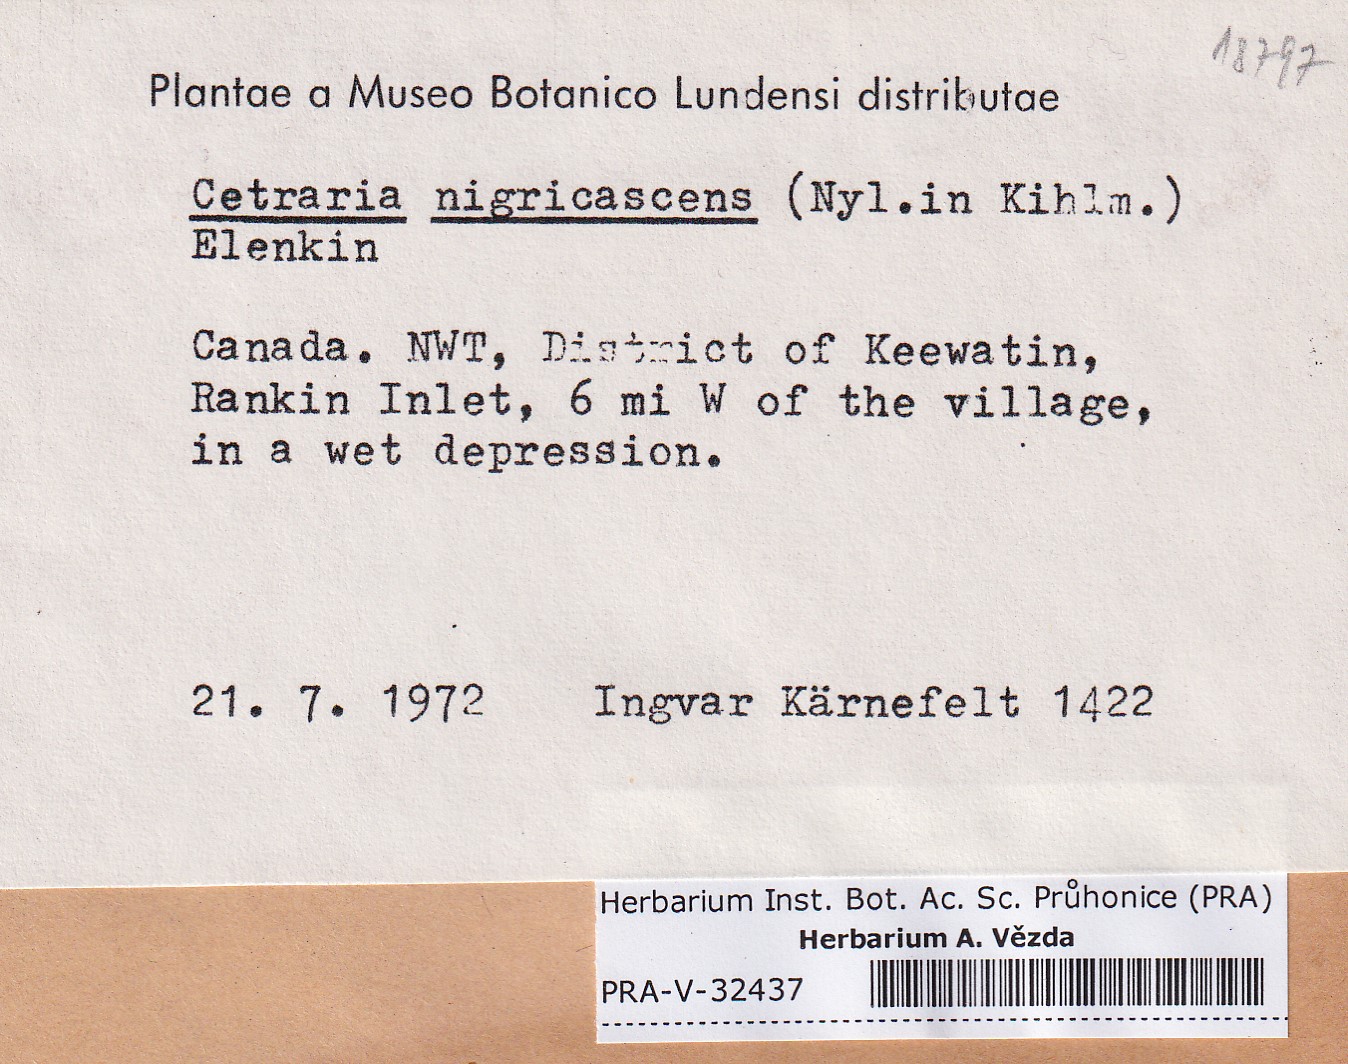 18797
Plantae a Museo Botanico Lundensi distributae
Cetraria nigricascens (Nyl.in Kihlm.)
Elenkin
Canada. NWT, District of Keewatin,
Rankin Inlet, 6 mi W of the village,
in a wet depression.
21. 7. 1972 Ingvar Kärnefelt 1422
Herbarium Inst. Bot. Ac. Sc. Průhonice (PRA)
Herbarium A. Vězda
PRA-V-32437